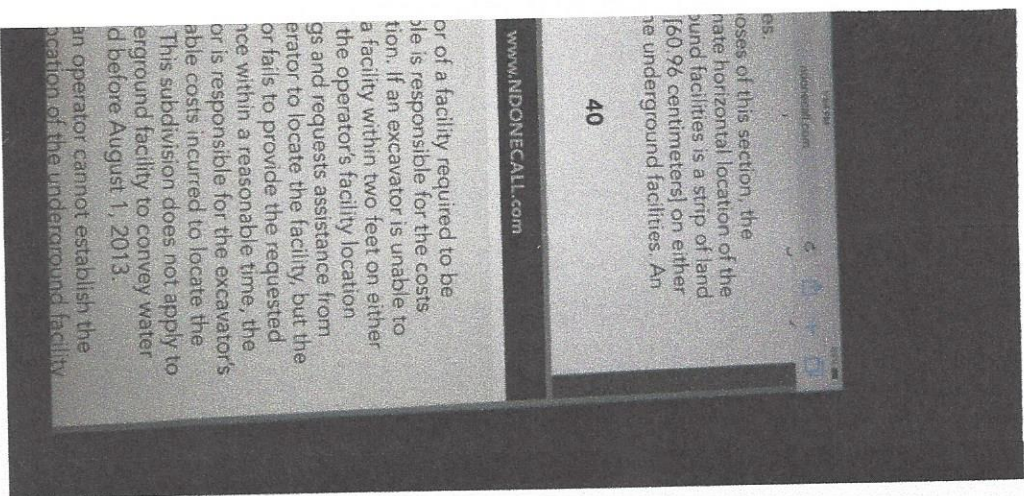 ndonecall.com
es.
oses of this section, the
nate horizontal location of the
ound facilities is a strip of land
[60.96 centimeters] on either
ne underground facilities. An
40
www.NDONECALL.com
or of a facility required to be
ble is responsible for the costs
tion. If an excavator is unable to
a facility within two feet on either
the operator's facility location
gs and requests assistance from
erator to locate the facility, but the
or fails to provide the requested
nce within a reasonable time, the
or is responsible for the excavator's
able costs incurred to locate the
This subdivision does not apply to
erground facility to convey water
d before August 1, 2013.
an operator cannot establish the
ocation of the underground facility